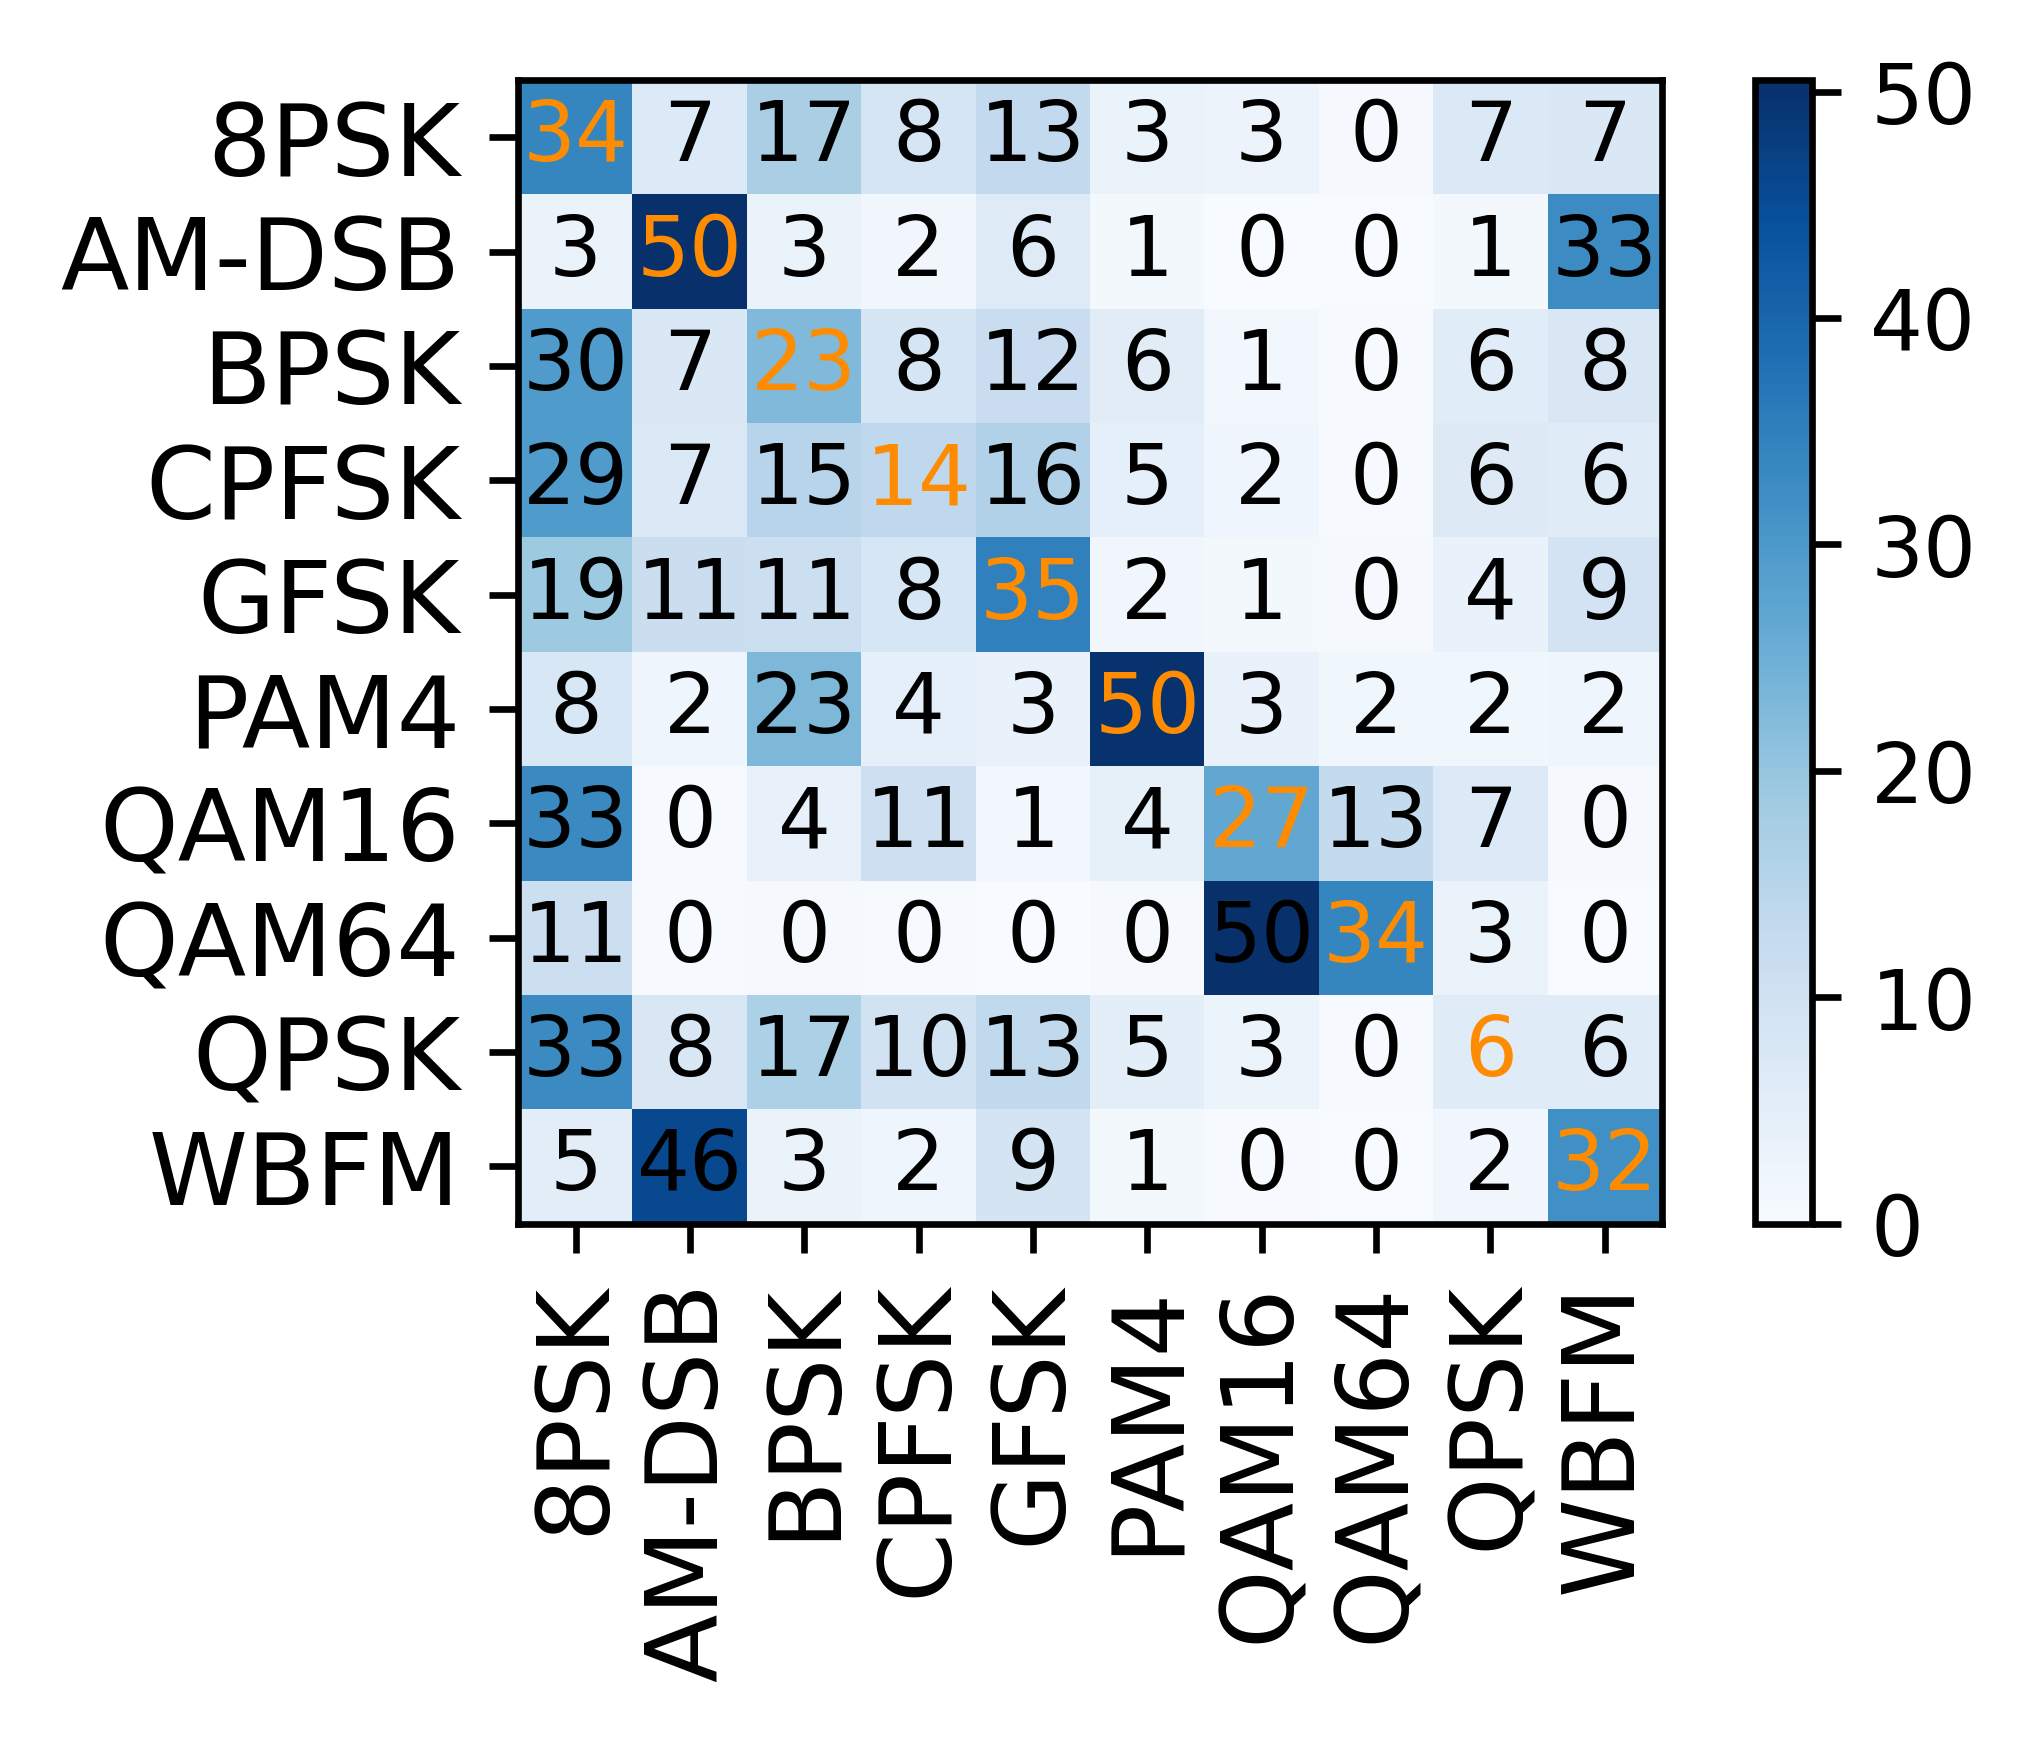 8PSK 34 7 17 8 13 3 3 0 7 7
AM-DSB 3 50 3 2 6 1 0 0 1 33
BPSK 30 7 23 8 12 6 1 0 6 8
CPFSK 29 7 15 14 16 5 2 0 6 6
GFSK 19 11 11 8 35 2 1 0 4 9
PAM4 8 2 23 4 3 50 3 2 2 2
QAM16 33 0 4 11 1 4 27 13 7 0
QAM64 11 0 0 0 0 0 50 34 3 0
QPSK 33 8 17 10 13 5 3 0 6 6
WBFM 5 46 3 2 9 1 0 0 2 32
8PSK
AM-DSB
BPSK
CPFSK
GFSK
PAM4
QAM16
QAM64
QPSK
WBFM
50
40
30
20
10
0